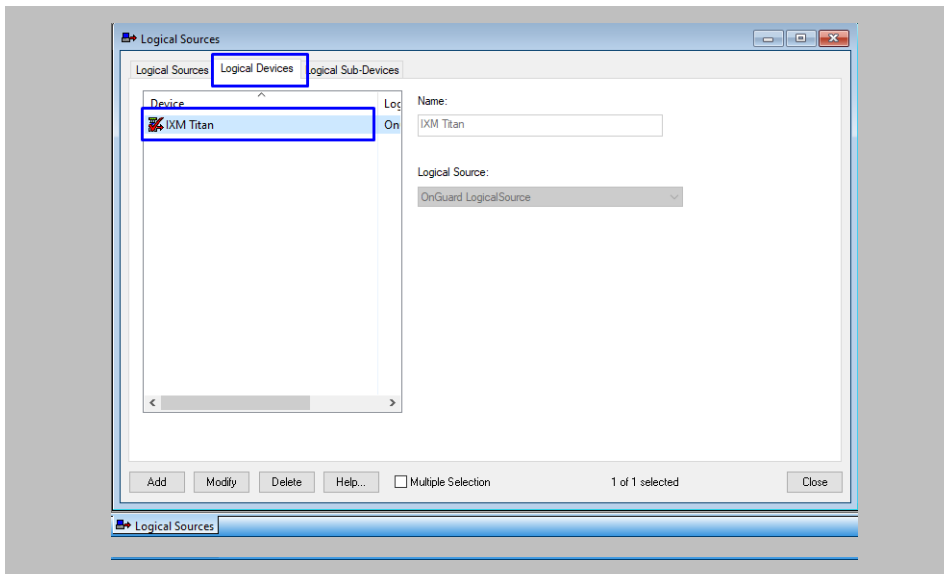 Logical Sources
Logical Sources Logical Devices Logical Sub-Devices
Device Log
IXM Titan On
Name:
IXM Titan
Logical Source:
OnGuard LogicalSource
Add Modify Delete Help... Multiple Selection 1 of 1 selected Close
Logical Sources